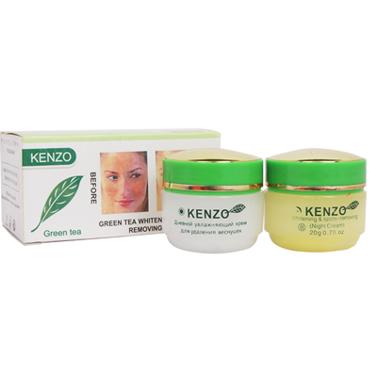 KENZO
BEFORE
GREEN TEA WHITEN
REMOVING
Green tea
KENZO
Дневной увлажняющий крем
для удаления веснушек
KENZO
whitening & spots removing
(Night Cream)
20g 0.7fl.oz